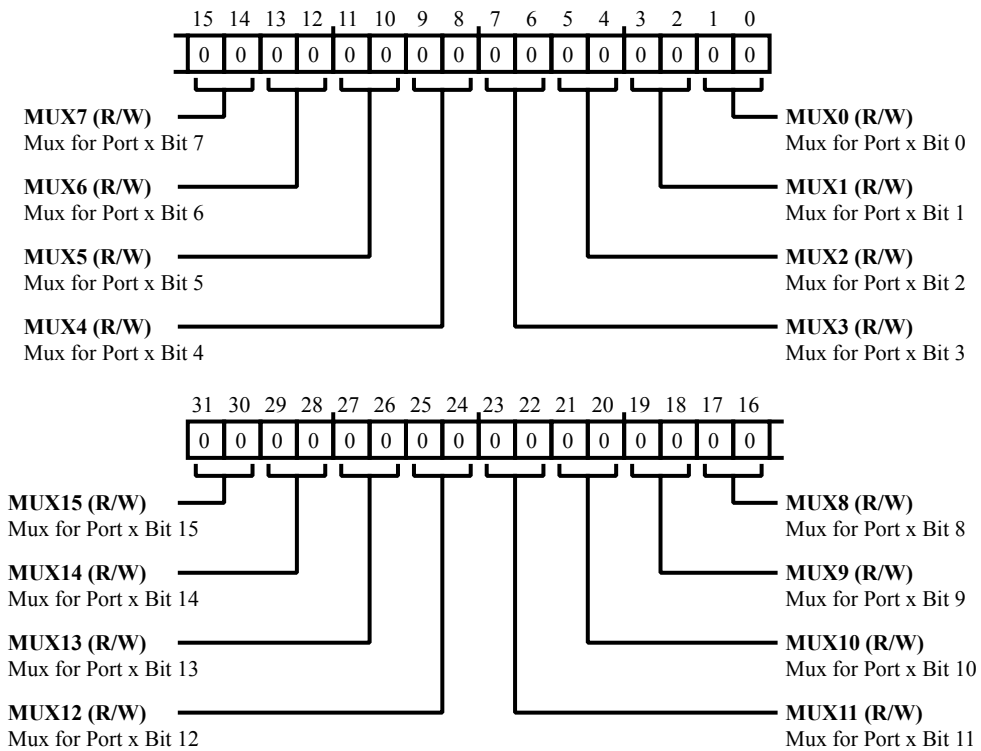 15 14 13 12 11 10 9 8 7 6 5 4 3 2 1 0
0 0 0 0 0 0 0 0 0 0 0 0 0 0 0 0
MUX7 (R/W)
Mux for Port x Bit 7
MUX0 (R/W)
Mux for Port x Bit 0
MUX6 (R/W)
Mux for Port x Bit 6
MUX1 (R/W)
Mux for Port x Bit 1
MUX5 (R/W)
Mux for Port x Bit 5
MUX2 (R/W)
Mux for Port x Bit 2
MUX4 (R/W)
Mux for Port x Bit 4
MUX3 (R/W)
Mux for Port x Bit 3
31 30 29 28 27 26 25 24 23 22 21 20 19 18 17 16
0 0 0 0 0 0 0 0 0 0 0 0 0 0 0 0
MUX15 (R/W)
Mux for Port x Bit 15
MUX8 (R/W)
Mux for Port x Bit 8
MUX14 (R/W)
Mux for Port x Bit 14
MUX9 (R/W)
Mux for Port x Bit 9
MUX13 (R/W)
Mux for Port x Bit 13
MUX10 (R/W)
Mux for Port x Bit 10
MUX12 (R/W)
Mux for Port x Bit 12
MUX11 (R/W)
Mux for Port x Bit 11